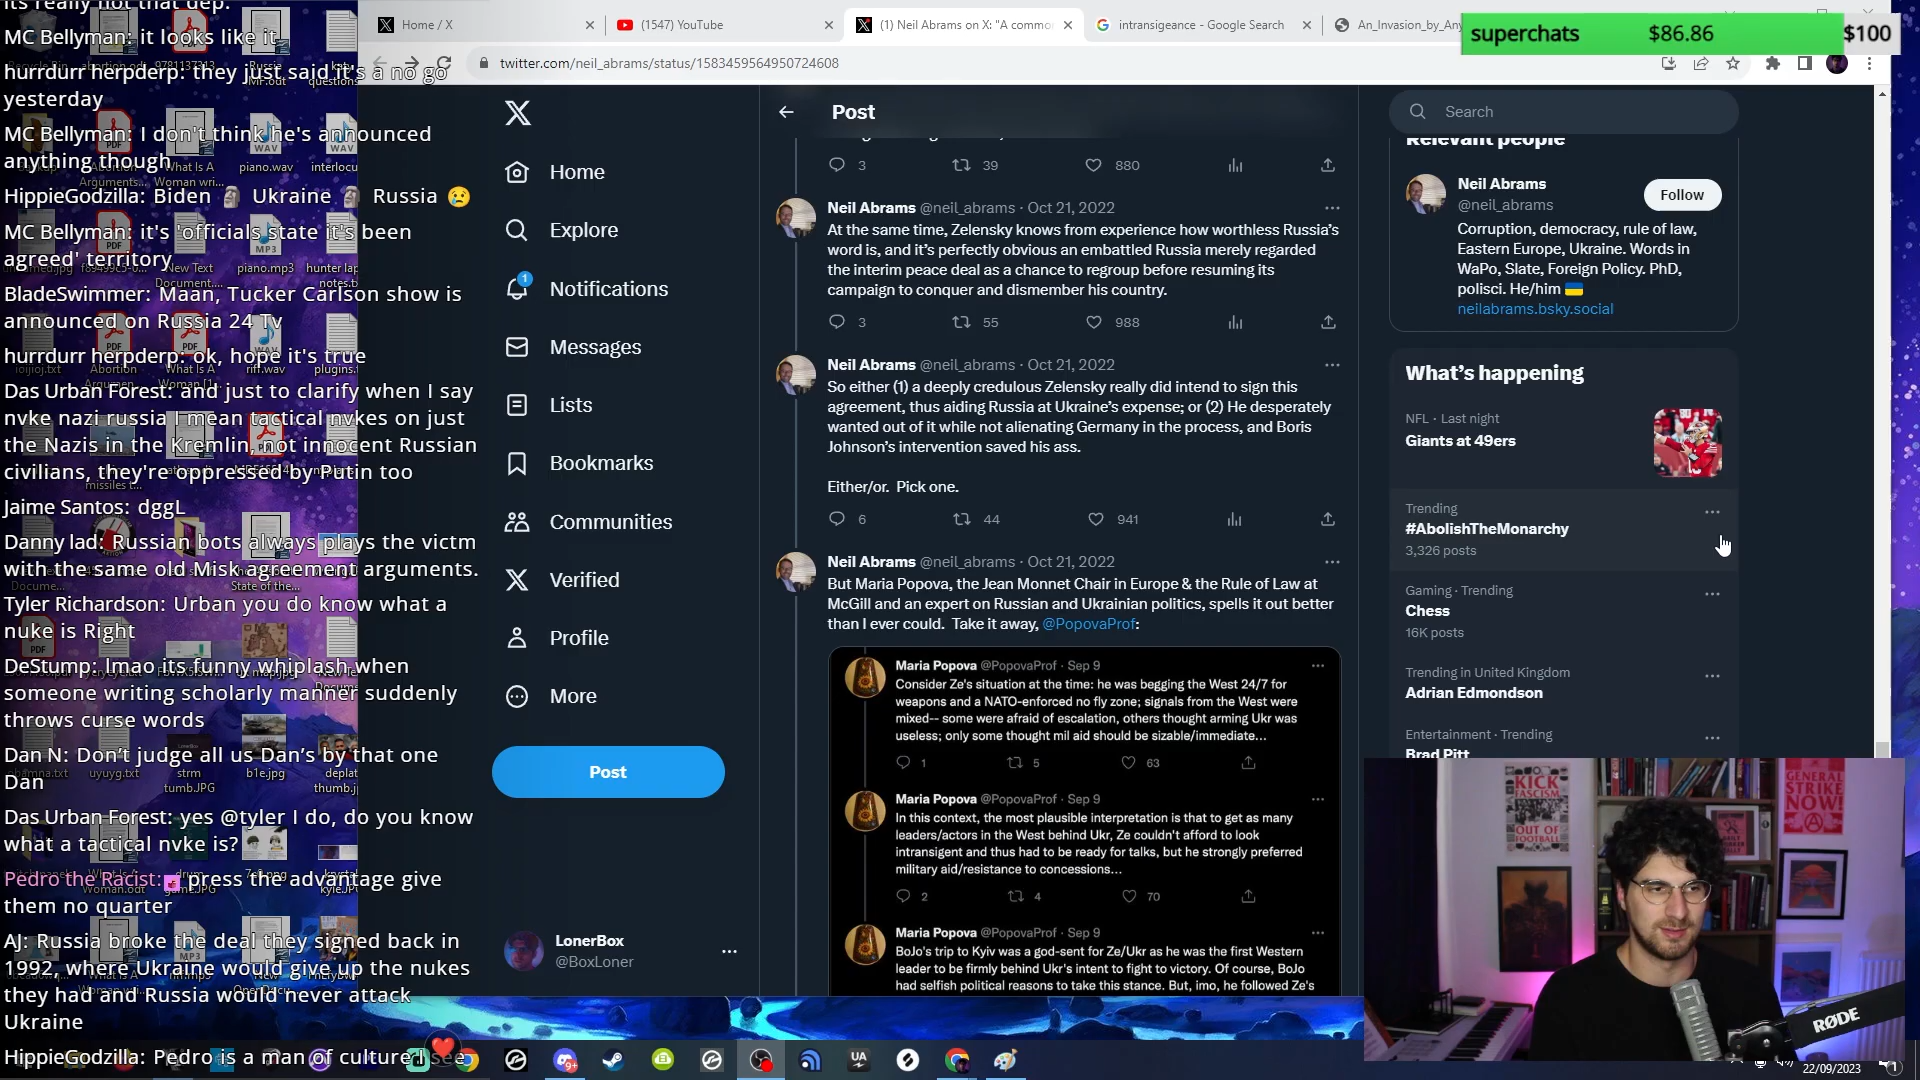 its really not that dep.
MC Bellyman: it looks like it
hurrdurr herpderp: they just said it's a no go
yesterday
MC Bellyman: I don't think he's announced
anything though
HippieGodzilla: Biden 🗿 Ukraine 🗿 Russia 😢
MC Bellyman: it's 'officials state it's been
agreed' territory
BladeSwimmer: Maan, Tucker Carlson show is
announced on Russia 24 Tv
hurrdurr herpderp: ok, hope it's true
Das Urban Forest: and just to clarify when I say
nvke nazi russia I mean tactical nvkes on just
the Nazis in the Kremlin, not innocent Russian
civilians, they're oppressed by Putin too
Jaime Santos: dggL
Danny lad: Russian bots always plays the victm
with the same old Misk agreement arguments.
Tyler Richardson: Urban you do know what a
nuke is Right
DeStump: lmao its funny whiplash when
someone writing scholarly manner suddenly
throws curse words
Dan N: Don't judge all us Dan's by that one
Dan
Das Urban Forest: yes @tyler I do, do you know
what a tactical nvke is?
Pedro the Racist: press the advantage give
them no quarter
AJ: Russia broke the deal they signed back in
1992, where Ukraine would give up the nukes
they had and Russia would never attack
Ukraine
HippieGodzilla: Pedro is a man of culture I see
piano.wav
piano.mp3
riff.wav
b1e.jpg
uyuyg.txt
Home / X
(1547) YouTube
(1) Neil Abrams on X: "A commo
intransigeance - Google Search
An_Invasion_by_Any
superchats $86.86 $100
twitter.com/neil_abrams/status/1583459564950724608
Home
Explore
1
Notifications
Messages
Lists
Bookmarks
Communities
Verified
Profile
More
Post
LonerBox
@BoxLoner
Post
3 39 880
Neil Abrams @neil_abrams · Oct 21, 2022
At the same time, Zelensky knows from experience how worthless Russia's
word is, and it's perfectly obvious an embattled Russia merely regarded
the interim peace deal as a chance to regroup before resuming its
campaign to conquer and dismember his country.
3 55 988
Neil Abrams @neil_abrams · Oct 21, 2022
So either (1) a deeply credulous Zelensky really did intend to sign this
agreement, thus aiding Russia at Ukraine's expense; or (2) He desperately
wanted out of it while not alienating Germany in the process, and Boris
Johnson's intervention saved his ass.
Either/or. Pick one.
6 44 941
Neil Abrams @neil_abrams · Oct 21, 2022
But Maria Popova, the Jean Monnet Chair in Europe & the Rule of Law at
McGill and an expert on Russian and Ukrainian politics, spells it out better
than I ever could. Take it away, @PopovaProf:
Maria Popova @PopovaProf · Sep 9
Consider Ze's situation at the time: he was begging the West 24/7 for
weapons and a NATO-enforced no fly zone; signals from the West were
mixed-- some were afraid of escalation, others thought arming Ukr was
useless; only some thought mil aid should be sizable/immediate...
1 5 63
Maria Popova @PopovaProf · Sep 9
In this context, the most plausible interpretation is that to get as many
leaders/actors in the West behind Ukr, Ze couldn't afford to look
intransigent and thus had to be ready for talks, but he strongly preferred
military aid/resistance to concessions...
2 4 70
Maria Popova @PopovaProf · Sep 9
BoJo's trip to Kyiv was a god-sent for Ze/Ukr as he was the first Western
leader to be firmly behind Ukr's intent to fight to victory. Of course, BoJo
had selfish political reasons to take this stance. But, imo, he followed Ze's
Search
Relevant people
Neil Abrams
@neil_abrams
Follow
Corruption, democracy, rule of law,
Eastern Europe, Ukraine. Words in
WaPo, Slate, Foreign Policy. PhD,
polisci. He/him 🇺🇦
neilabrams.bsky.social
What's happening
NFL · Last night
Giants at 49ers
Trending
#AbolishTheMonarchy
3,326 posts
Gaming · Trending
Chess
16K posts
Trending in United Kingdom
Adrian Edmondson
Entertainment · Trending
Brad Pitt
KICK
FASCISM
OUT OF
FOOTBALL
GENERAL
STRIKE
NOW!
RØDE
UA
22/09/2023